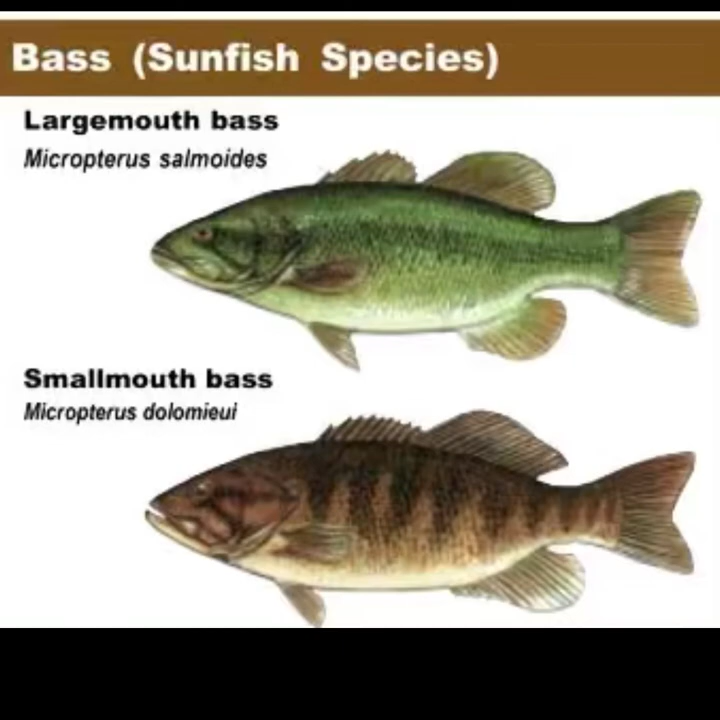 Bass (Sunfish Species)
Largemouth bass
Micropterus salmoides
Smallmouth bass
Micropterus dolomieui